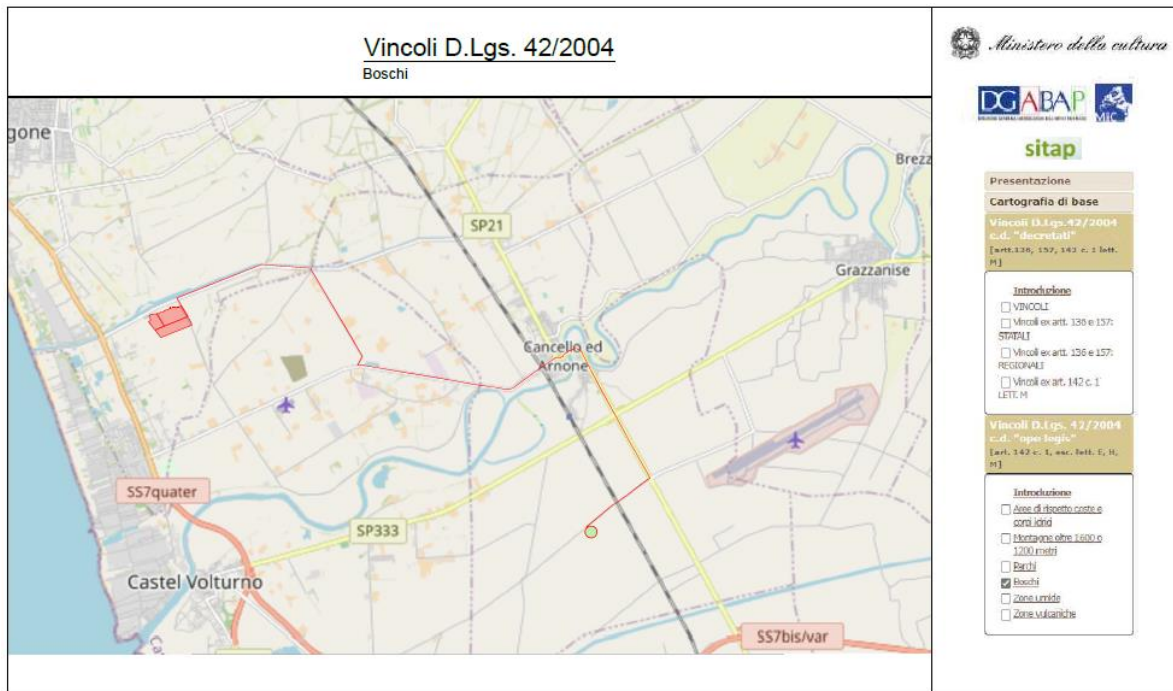 Vincoli D.Lgs. 42/2004
Boschi
gone
Brezz
SP21
Grazzanise
Cancello ed
Arnone
SS7quater
SP333
Castel Volturno
SS7bis/var
Ca
Ministero della cultura
DGABAP
MiC
sitap
Presentazione
Cartografia di base
Vincoli D.Lgs.42/2004
c.d. "decretati"
[artt.136, 157, 142 c. 1 lett.
M]
Introduzione
VINCOLI
Vincoli ex artt. 136 e 157:
STATALI
Vincoli ex artt. 136 e 157:
REGIONALI
Vincoli ex art. 142 c. 1
LETT. M
Vincoli D.Lgs. 42/2004
c.d. "ope legis"
[art. 142 c. 1, esc. lett. E, H,
M]
Introduzione
Aree di rispetto coste e
corpi idrici
Montagne oltre 1600 o
1200 metri
Parchi
Boschi
Zone umide
Zone vulcaniche